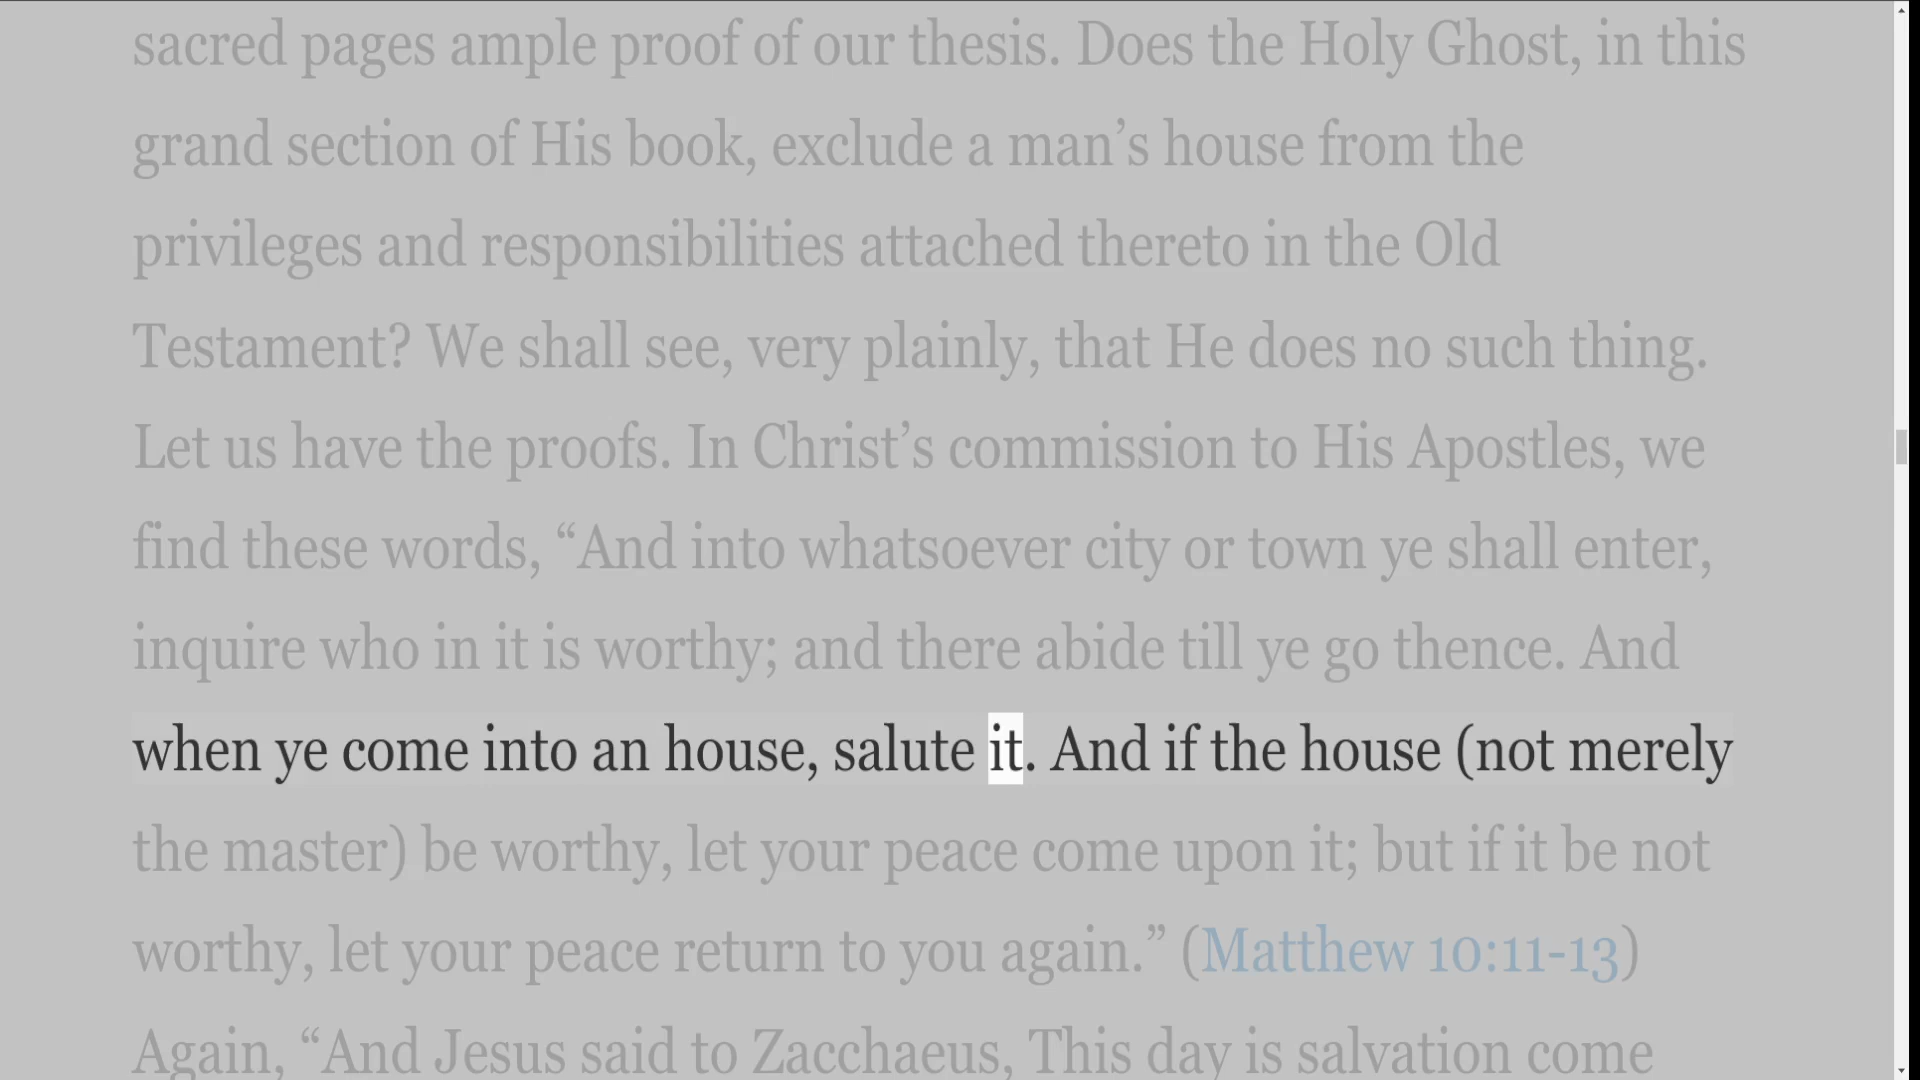 sacred pages ample proof of our thesis. Does the Holy Ghost, in this
grand section of His book, exclude a man’s house from the
privileges and responsibilities attached thereto in the Old
Testament? We shall see, very plainly, that He does no such thing.
Let us have the proofs. In Christ’s commission to His Apostles, we
find these words, “And into whatsoever city or town ye shall enter,
inquire who in it is worthy; and there abide till ye go thence. And
when ye come into an house, salute it. And if the house (not merely
the master) be worthy, let your peace come upon it; but if it be not
worthy, let your peace return to you again.” (Matthew 10:11-13)
Again, “And Jesus said to Zacchaeus, This day is salvation come